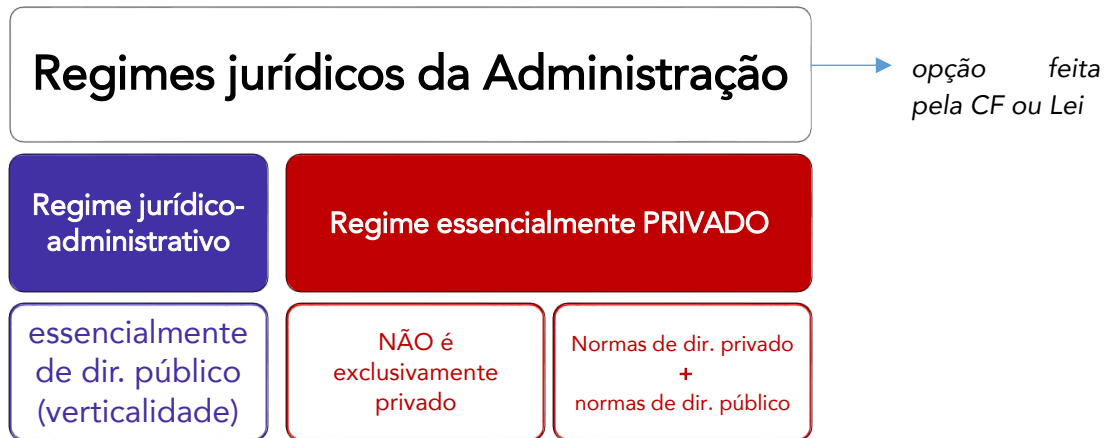 Regimes jurídicos da Administração
opção feita
pela CF ou Lei
Regime jurídico-
administrativo
Regime essencialmente PRIVADO
essencialmente
de dir. público
(verticalidade)
NÃO é
exclusivamente
privado
Normas de dir. privado
+
normas de dir. público